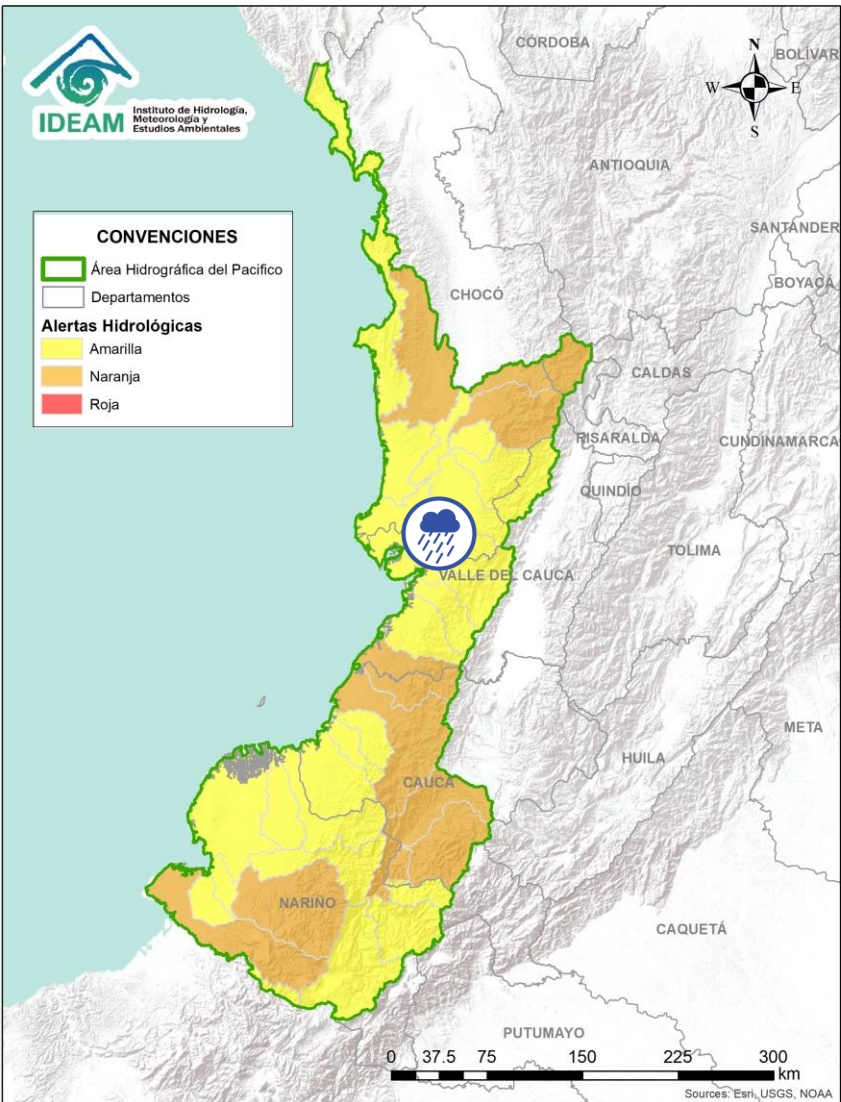 IDEAM
Instituto de Hidrología,
Meteorología y
Estudios Ambientales
CÓRDOBA
N
BOLÍVAR
W
E
S
ANTIOQUIA
CONVENCIONES
Área Hidrográfica del Pacifico
Departamentos
Alertas Hidrológicas
Amarilla
Naranja
Roja
SANTANDER
BOYACÁ
CHOCÓ
CALDAS
RISARALDA
CUNDINAMARCA
QUINDÍO
TOLIMA
VALLE DEL CAUCA
META
HUILA
CAUCA
NARIÑO
CAQUETÁ
PUTUMAYO
0 37.5 75 150 225 300
km
Sources: Esri, USGS, NOAA